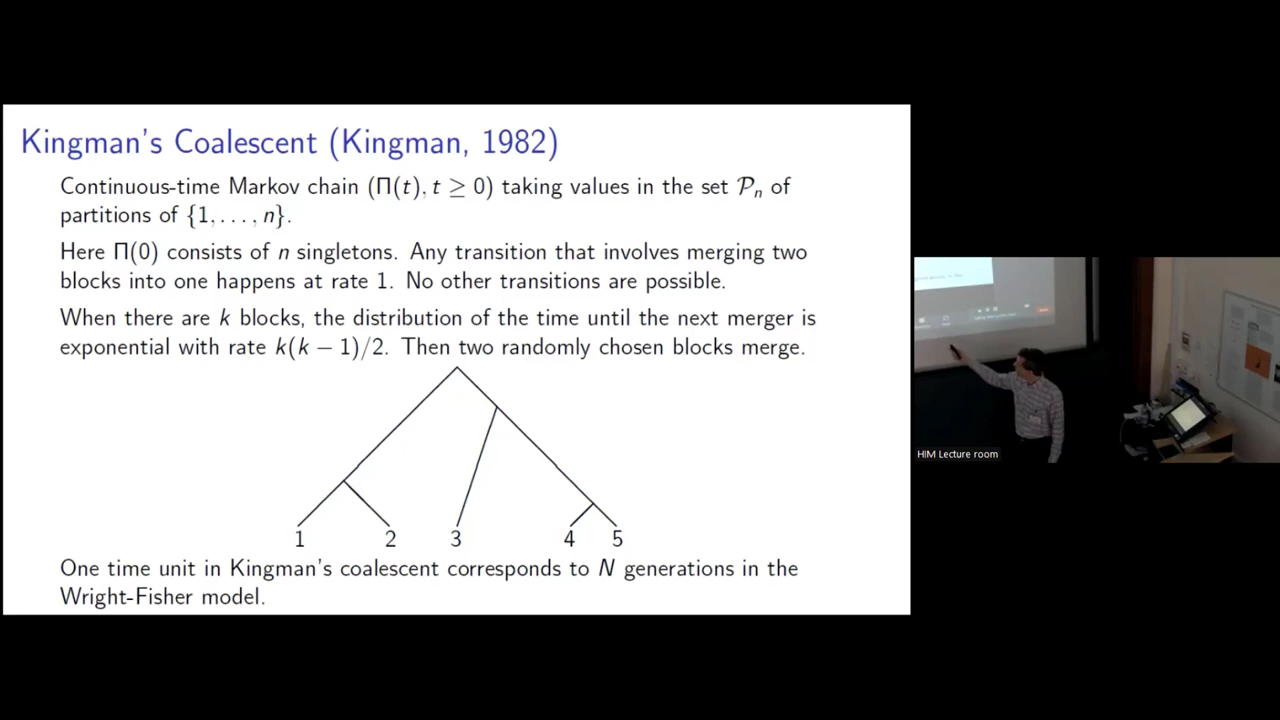 Kingman's Coalescent (Kingman, 1982)
Continuous-time Markov chain (Π(t), t ≥ 0) taking values in the set 𝒫ₙ of
partitions of {1, . . . , n}.
Here Π(0) consists of n singletons. Any transition that involves merging two
blocks into one happens at rate 1. No other transitions are possible.
When there are k blocks, the distribution of the time until the next merger is
exponential with rate k(k − 1)/2. Then two randomly chosen blocks merge.
1 2 3 4 5
One time unit in Kingman's coalescent corresponds to N generations in the
Wright-Fisher model.
HIM Lecture room